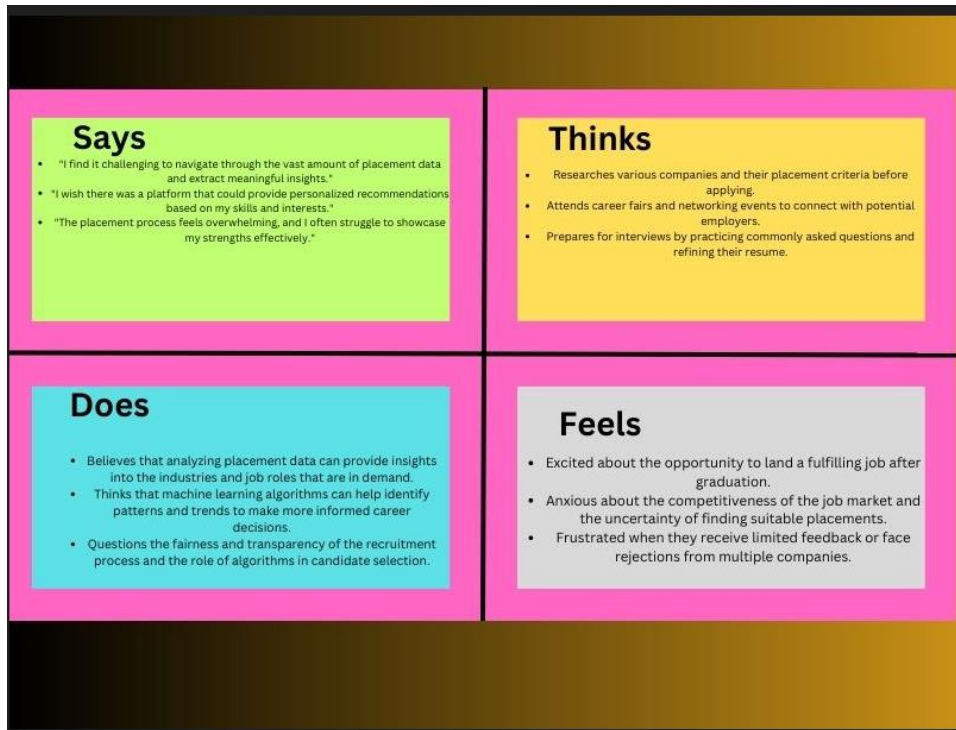 Says
• "I find it challenging to navigate through the vast amount of placement data
and extract meaningful insights."
• "I wish there was a platform that could provide personalized recommendations
based on my skills and interests."
• "The placement process feels overwhelming, and I often struggle to showcase
my strengths effectively."
Thinks
• Researches various companies and their placement criteria before
applying.
• Attends career fairs and networking events to connect with potential
employers.
• Prepares for interviews by practicing commonly asked questions and
refining their resume.
Does
• Believes that analyzing placement data can provide insights
into the industries and job roles that are in demand.
• Thinks that machine learning algorithms can help identify
patterns and trends to make more informed career
decisions.
• Questions the fairness and transparency of the recruitment
process and the role of algorithms in candidate selection.
Feels
• Excited about the opportunity to land a fulfilling job after
graduation.
• Anxious about the competitiveness of the job market and
the uncertainty of finding suitable placements.
• Frustrated when they receive limited feedback or face
rejections from multiple companies.